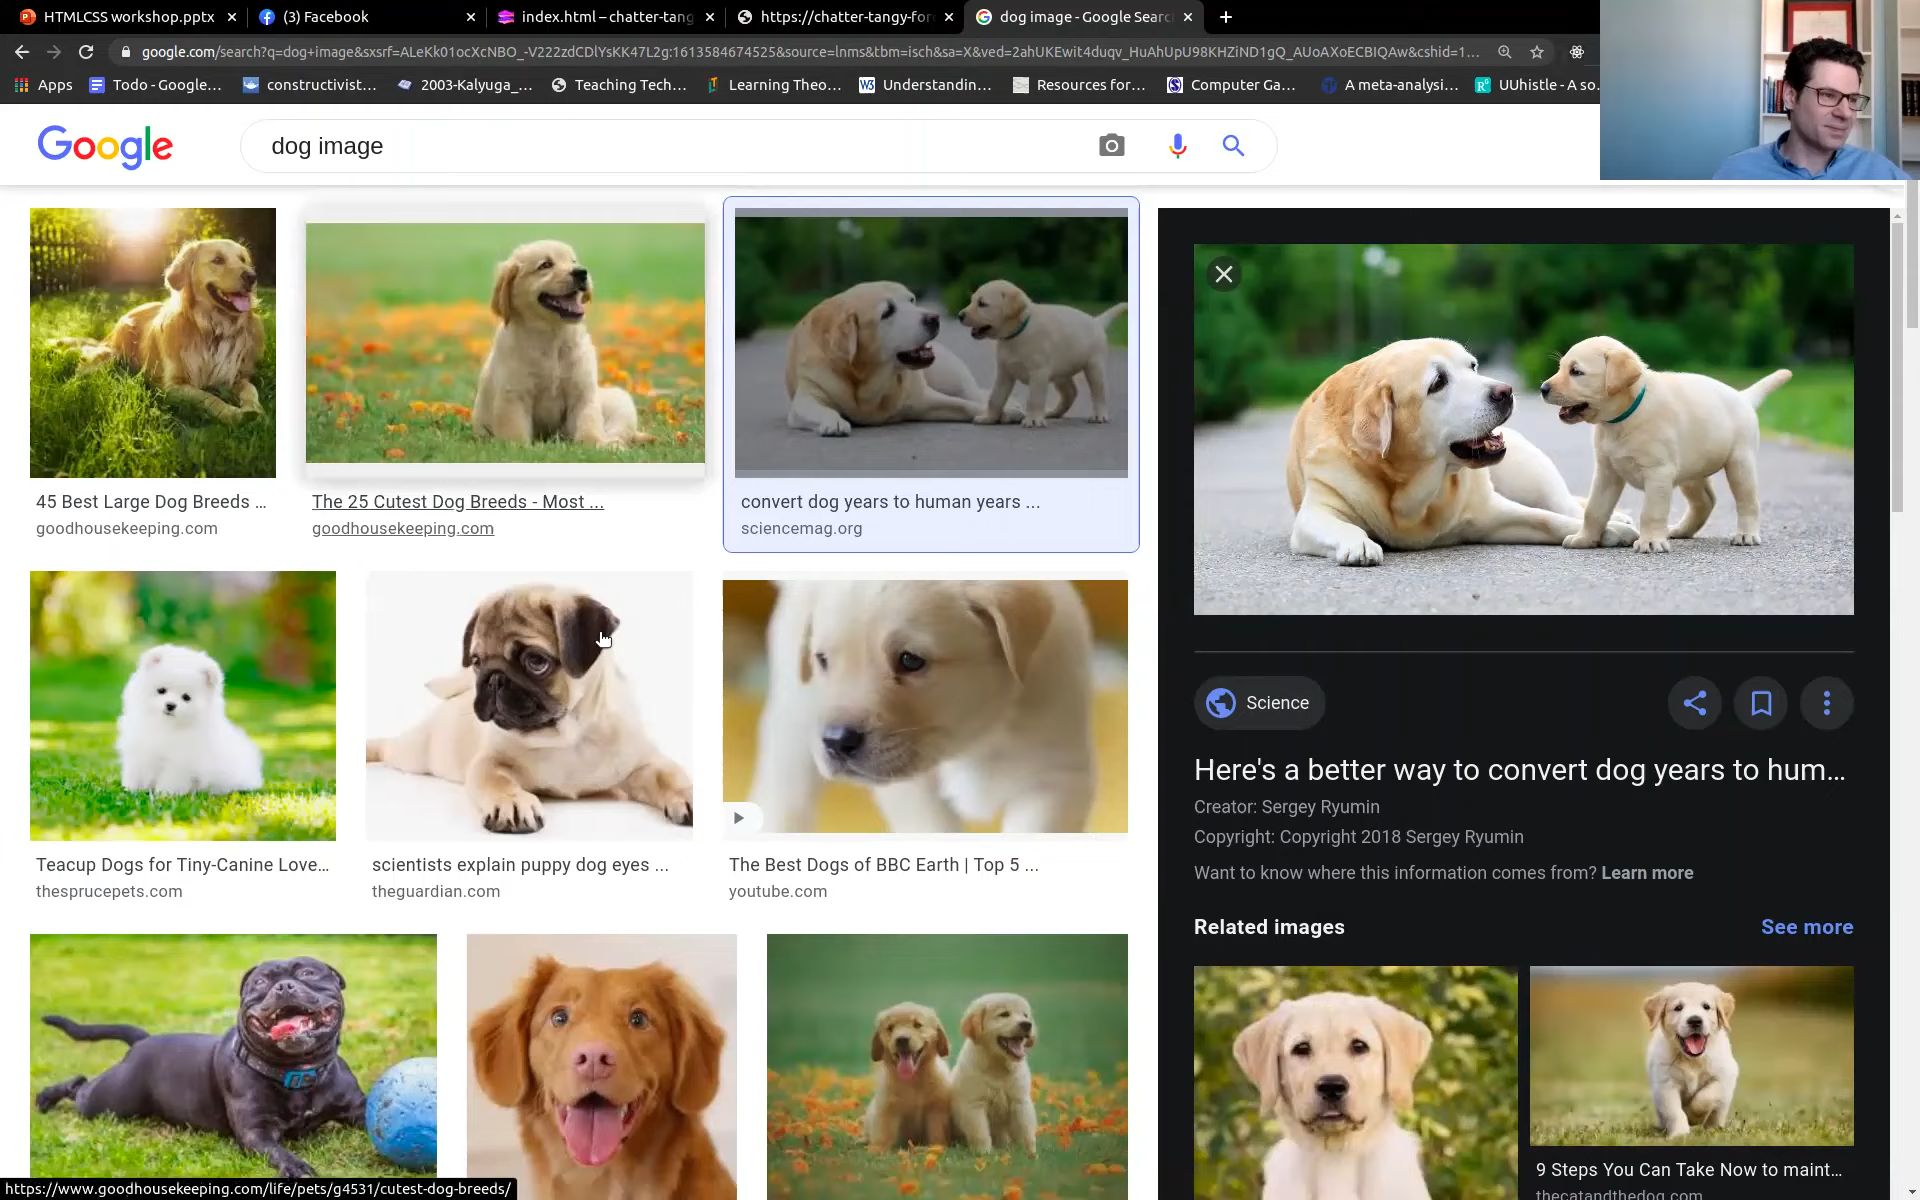 HTMLCSS workshop.pptx
(3) Facebook
index.html – chatter-tang
https://chatter-tangy-for
dog image - Google Searc
google.com/search?q=dog+image&sxsrf=ALeKk01ocXcNBO_-V222zdCDlYsKK47L2g:1613584674525&source=lnms&tbm=isch&sa=X&ved=2ahUKEwit4duqv_HuAhUpU98KHZiND1gQ_AUoAXoECBIQAw&cshid=1...
Apps
Todo - Google...
constructivist...
2003-Kalyuga_...
Teaching Tech...
Learning Theo...
W3 Understandin...
Resources for...
Computer Ga...
A meta-analysi...
UUhistle - A so
Google
dog image
45 Best Large Dog Breeds ...
goodhousekeeping.com
The 25 Cutest Dog Breeds - Most ...
goodhousekeeping.com
convert dog years to human years ...
sciencemag.org
Teacup Dogs for Tiny-Canine Love...
thesprucepets.com
scientists explain puppy dog eyes ...
theguardian.com
The Best Dogs of BBC Earth | Top 5 ...
youtube.com
Science
Here's a better way to convert dog years to hum...
Creator: Sergey Ryumin
Copyright: Copyright 2018 Sergey Ryumin
Want to know where this information comes from? Learn more
Related images
See more
9 Steps You Can Take Now to maint...
thecatandthedog.com
https://www.goodhousekeeping.com/life/pets/g4531/cutest-dog-breeds/